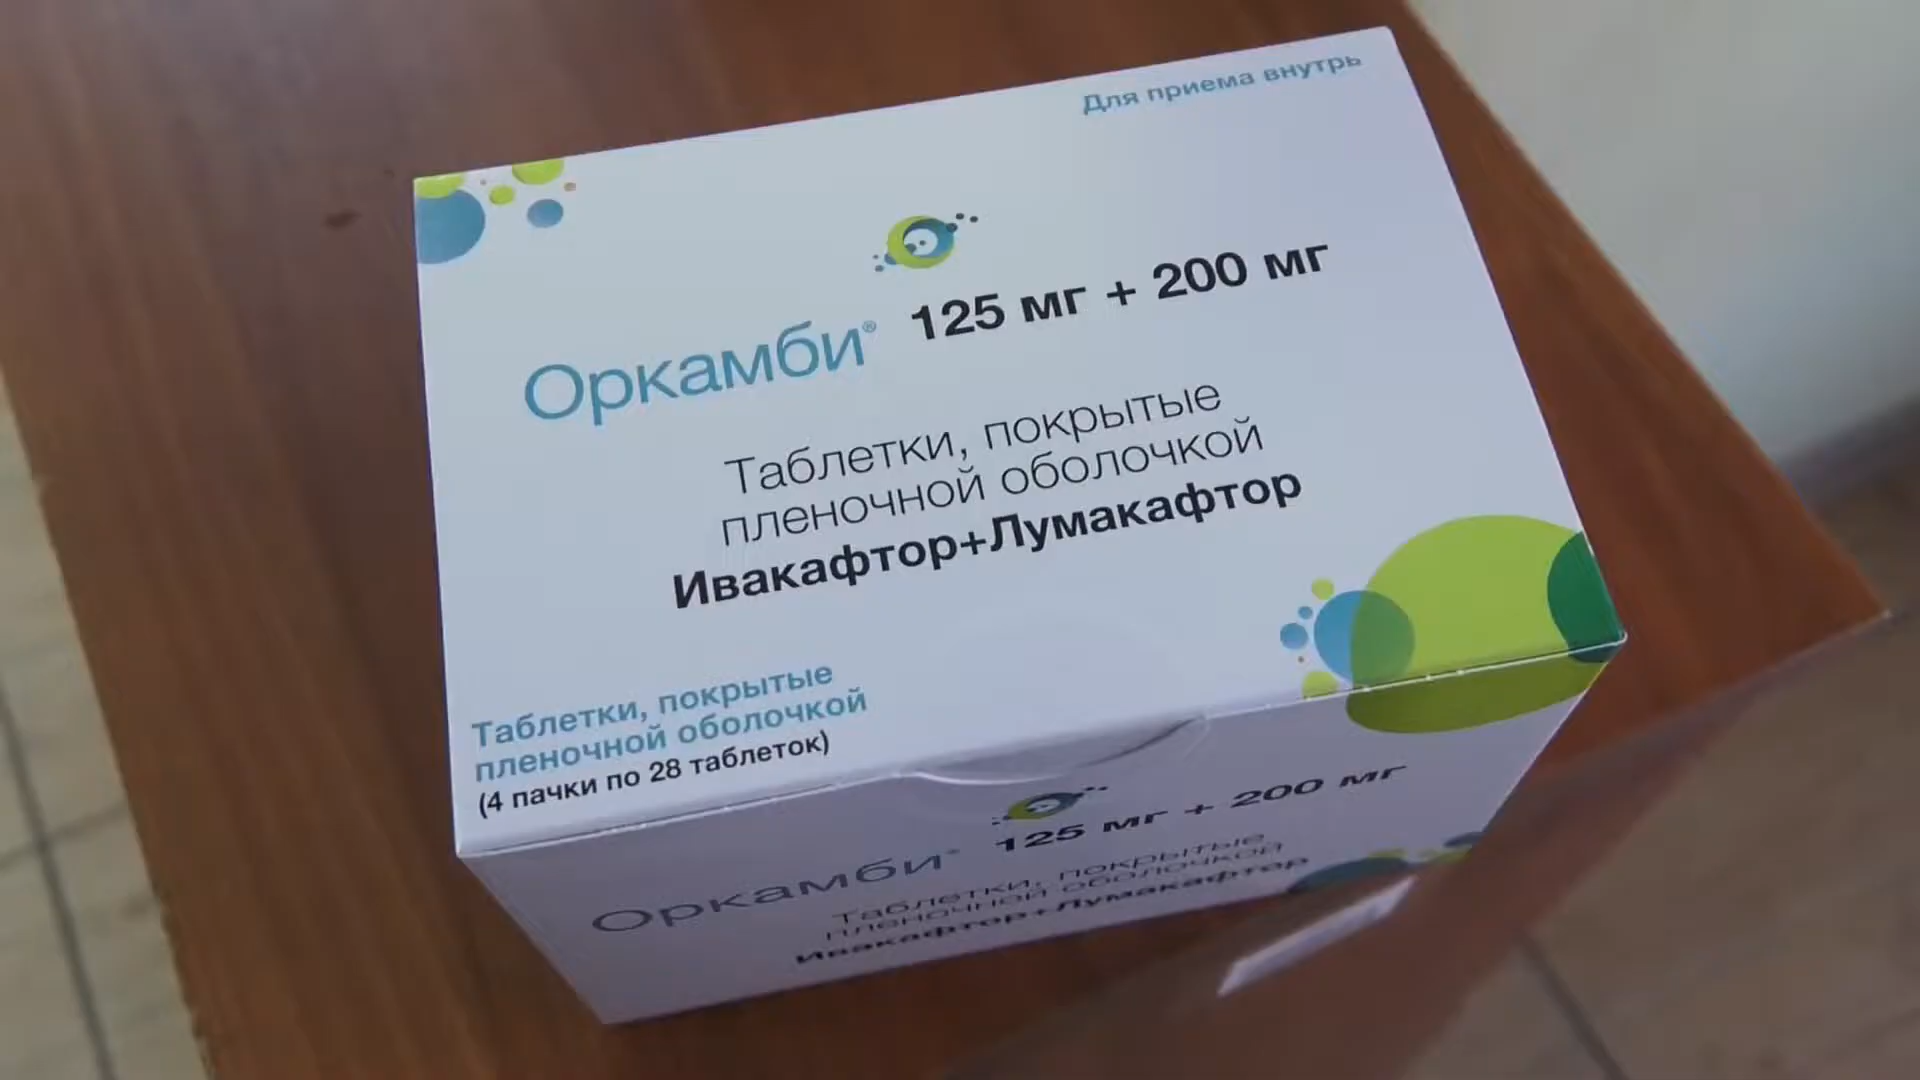 Для приема внутрь
Оркамби® 125 мг + 200 мг
Таблетки, покрытые
пленочной оболочкой
Ивакафтор+Лумакафтор
Таблетки, покрытые
пленочной оболочкой
(4 пачки по 28 таблеток)
Оркамби® 125 мг + 200 мг
Таблетки, покрытые
пленочной оболочкой
Ивакафтор+Лумакафтор